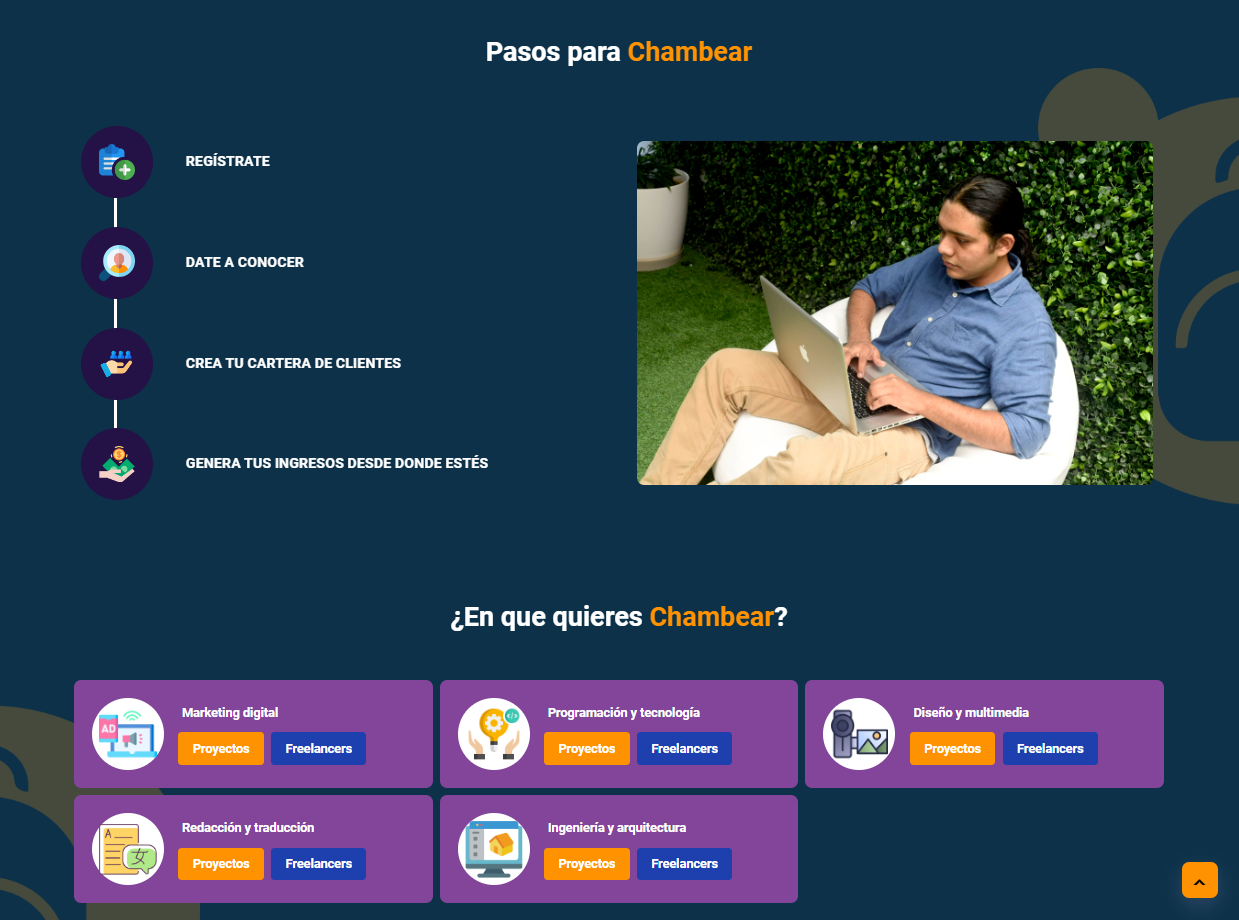 Pasos para Chambear
REGÍSTRATE
DATE A CONOCER
CREA TU CARTERA DE CLIENTES
GENERA TUS INGRESOS DESDE DONDE ESTÉS
¿En que quieres Chambear?
AD
Marketing digital
Proyectos Freelancers
</>
Programación y tecnología
Proyectos Freelancers
Diseño y multimedia
Proyectos Freelancers
A
女
Redacción y traducción
Proyectos Freelancers
Ingeniería y arquitectura
Proyectos Freelancers